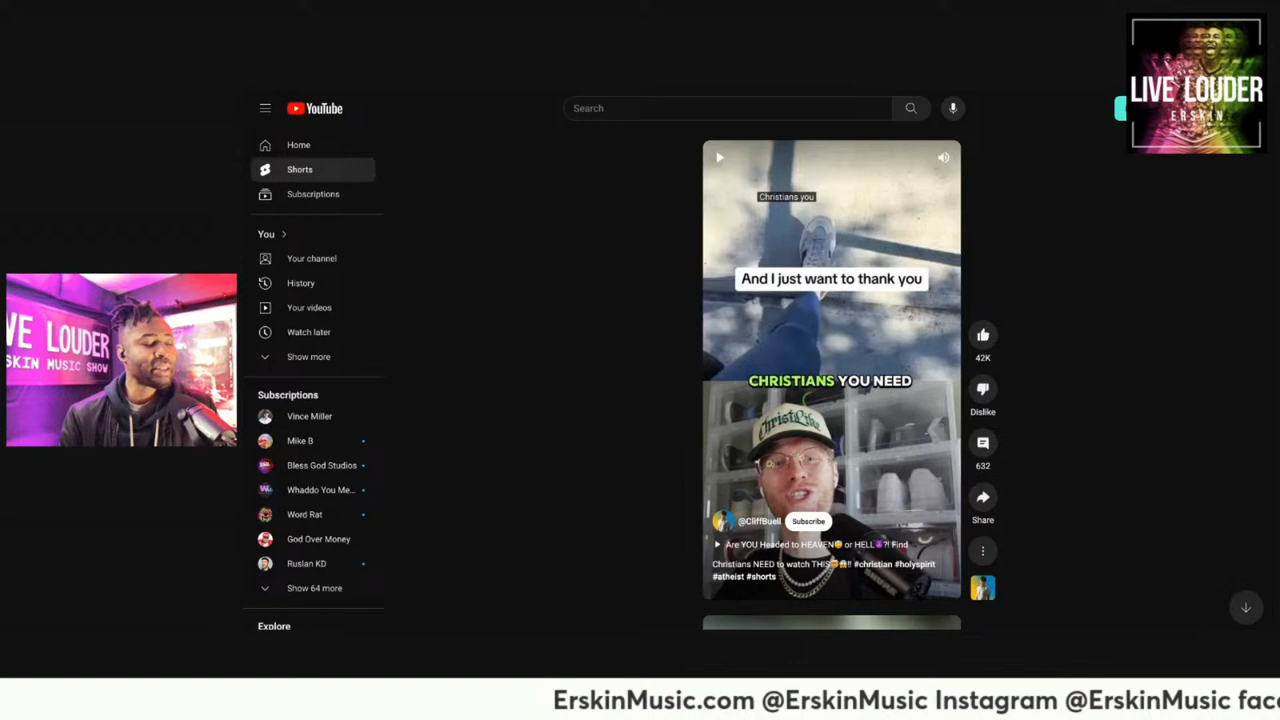 LIVE LOUDER
ERSKIN
YouTube
Search
Home
Shorts
Subscriptions
You
Your channel
History
Your videos
Watch later
Show more
Subscriptions
Vince Miller
Mike B
Bless God Studios
Whaddo You Me...
Word Rat
God Over Money
Ruslan KD
Show 64 more
Explore
VE LOUDER
RSKIN MUSIC SHOW
Christians you
And I just want to thank you
CHRISTIANS YOU NEED
Christ Like
@CliffBuell Subscribe
Are YOU Headed to HEAVEN😇 or HELL😈?! Find
Christians NEED to watch THIS🤯😱!! #christian #holyspirit
#atheist #shorts
42K
Dislike
632
Share
ErskinMusic.com @ErskinMusic Instagram @ErskinMusic face